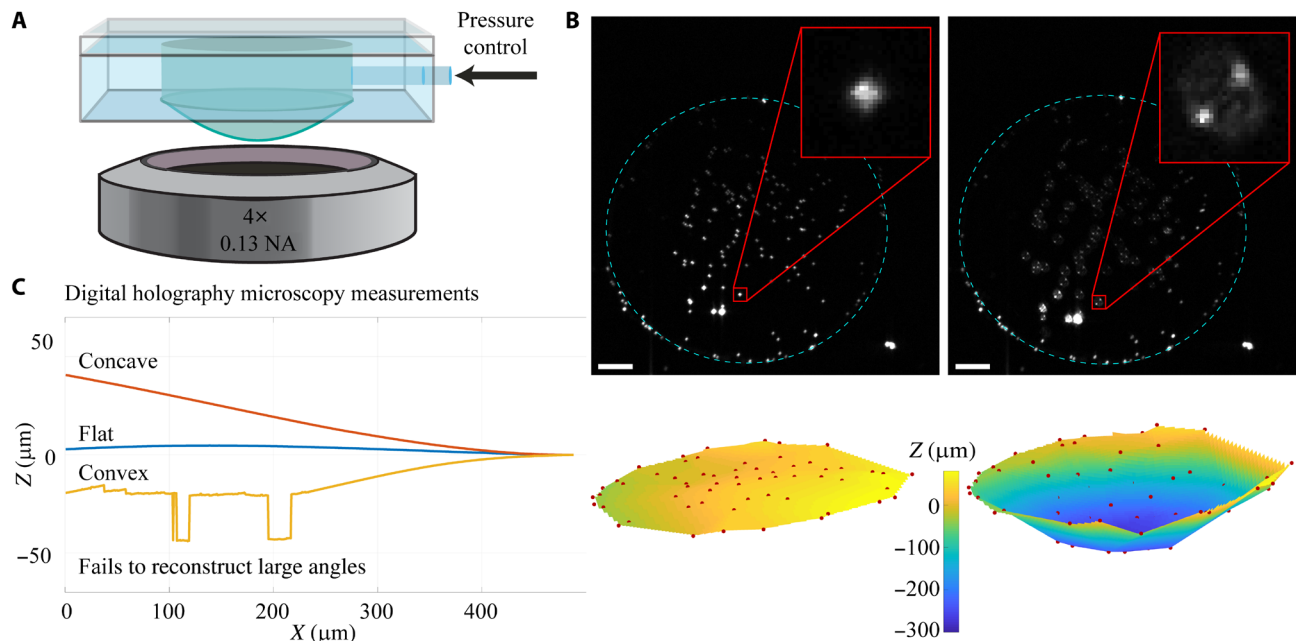 A
Pressure
control
4×
0.13 NA
B
C
Digital holography microscopy measurements
50
Concave
Flat
0
Convex
−50
Fails to reconstruct large angles
Z (μm)
0
100
200
300
400
X (μm)
Z (μm)
0
−100
−200
−300